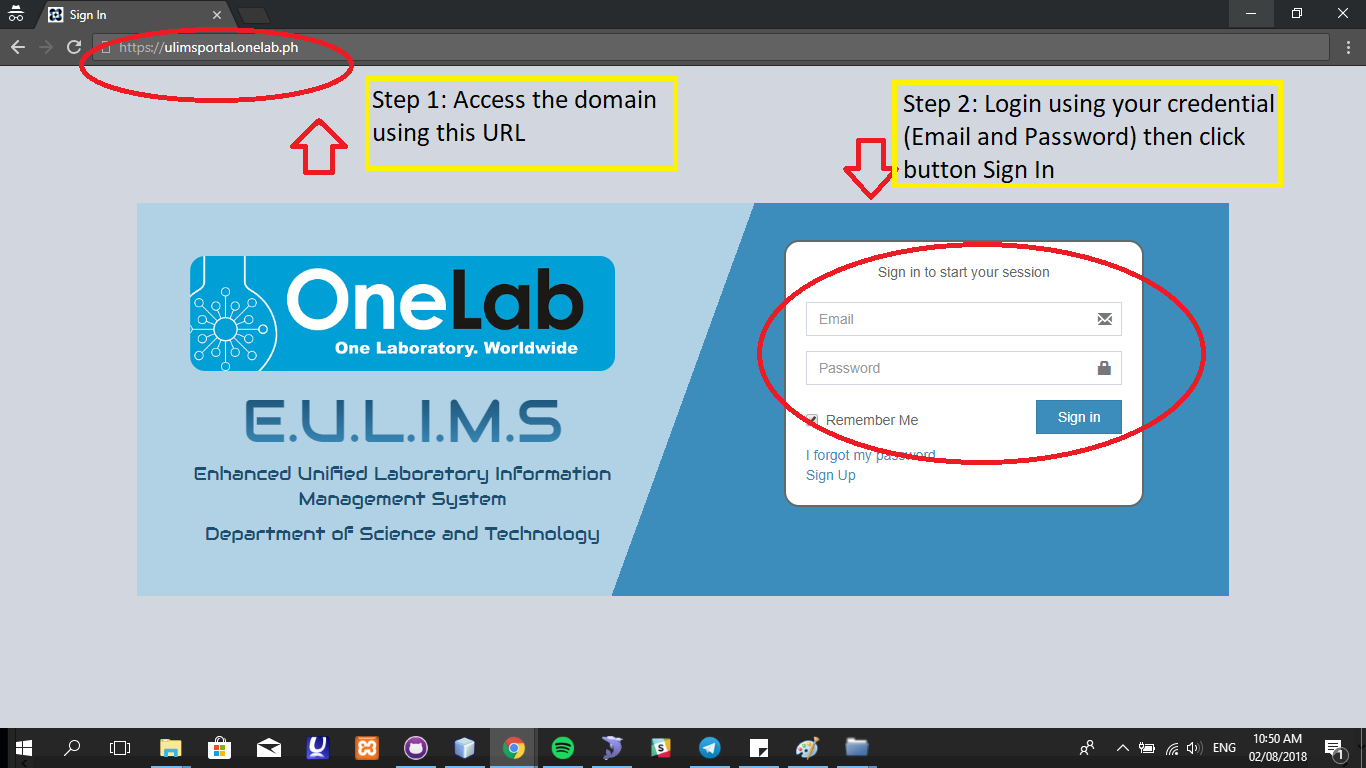 Sign In
https://ulimsportal.onelab.ph
Step 1: Access the domain
using this URL
Step 2: Login using your credential
(Email and Password) then click
button Sign In
OneLab
One Laboratory. Worldwide
E.U.L.I.M.S
Enhanced Unified Laboratory Information
Management System
Department of Science and Technology
Sign in to start your session
Email
Password
Remember Me
Sign in
I forgot my password
Sign Up
ENG
10:50 AM
02/08/2018
1